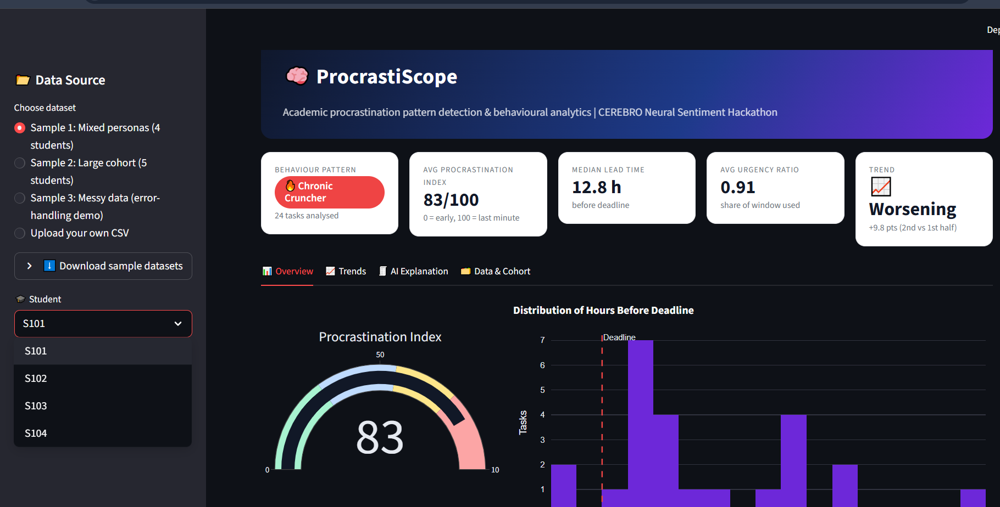 Dep
Data Source
Choose dataset
Sample 1: Mixed personas (4
students)
Sample 2: Large cohort (5
students)
Sample 3: Messy data (error-
handling demo)
Upload your own CSV
Download sample datasets
Student
S101
S101
S102
S103
S104
ProcrastiScope
Academic procrastination pattern detection & behavioural analytics | CEREBRO Neural Sentiment Hackathon
BEHAVIOUR PATTERN
Chronic
Cruncher
24 tasks analysed
AVG PROCRASTINATION
INDEX
83/100
0 = early, 100 = last minute
MEDIAN LEAD TIME
12.8 h
before deadline
AVG URGENCY RATIO
0.91
share of window used
TREND
Worsening
+9.8 pts (2nd vs 1st half)
Overview
Trends
AI Explanation
Data & Cohort
Procrastination Index
50
83
0
10
Distribution of Hours Before Deadline
Deadline
7
6
5
4
3
2
1
Tasks